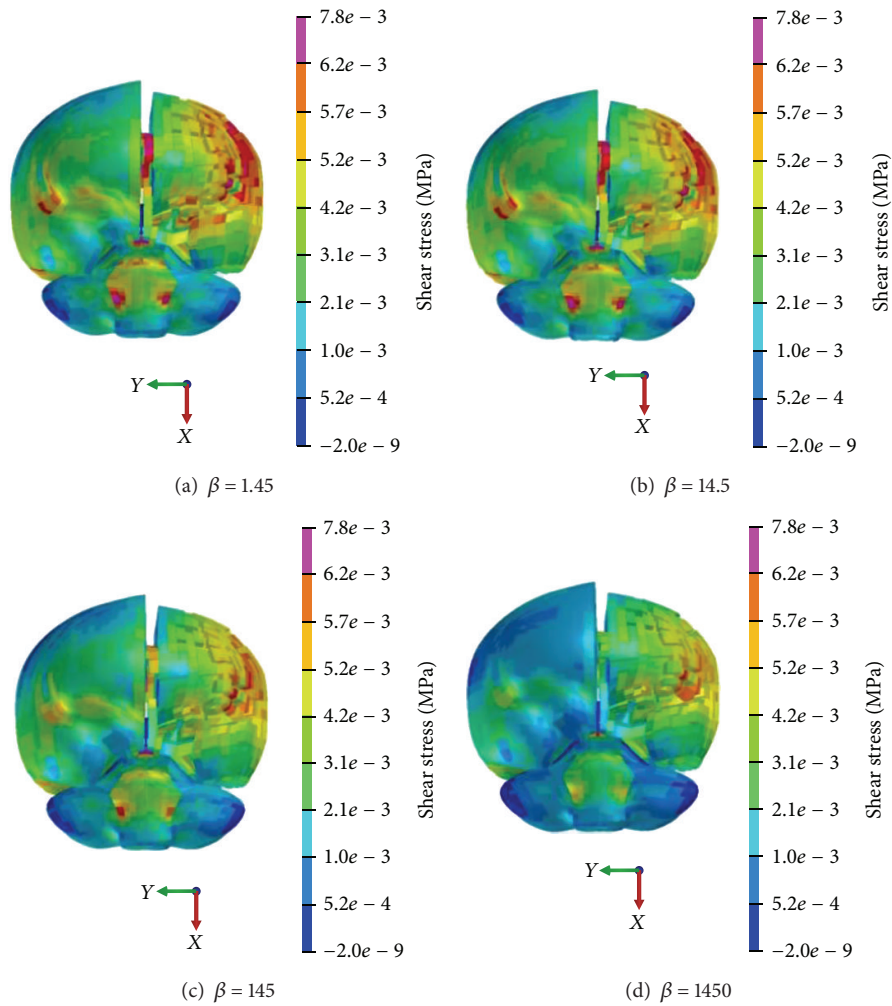 7.8e − 3
6.2e − 3
5.7e − 3
5.2e − 3
4.2e − 3
3.1e − 3
2.1e − 3
1.0e − 3
5.2e − 4
−2.0e − 9
Shear stress (MPa)
Y
X
(a) β = 1.45
7.8e − 3
6.2e − 3
5.7e − 3
5.2e − 3
4.2e − 3
3.1e − 3
2.1e − 3
1.0e − 3
5.2e − 4
−2.0e − 9
Shear stress (MPa)
Y
X
(b) β = 14.5
7.8e − 3
6.2e − 3
5.7e − 3
5.2e − 3
4.2e − 3
3.1e − 3
2.1e − 3
1.0e − 3
5.2e − 4
−2.0e − 9
Shear stress (MPa)
Y
X
(c) β = 145
7.8e − 3
6.2e − 3
5.7e − 3
5.2e − 3
4.2e − 3
3.1e − 3
2.1e − 3
1.0e − 3
5.2e − 4
−2.0e − 9
Shear stress (MPa)
Y
X
(d) β = 1450